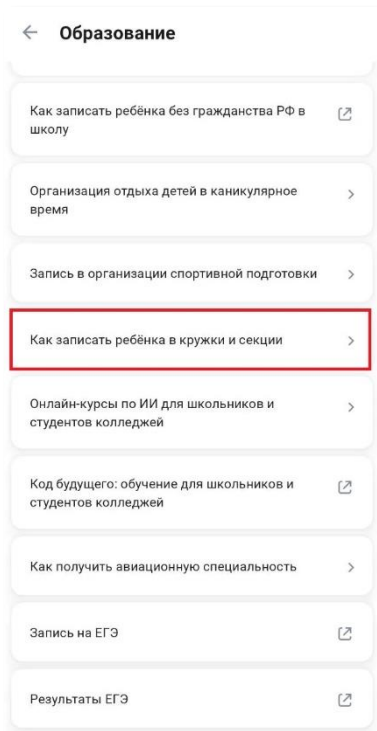 Образование
Как записать ребёнка без гражданства РФ в
школу
Организация отдыха детей в каникулярное
время
Запись в организации спортивной подготовки
Как записать ребёнка в кружки и секции
Онлайн-курсы по ИИ для школьников и
студентов колледжей
Код будущего: обучение для школьников и
студентов колледжей
Как получить авиационную специальность
Запись на ЕГЭ
Результаты ЕГЭ